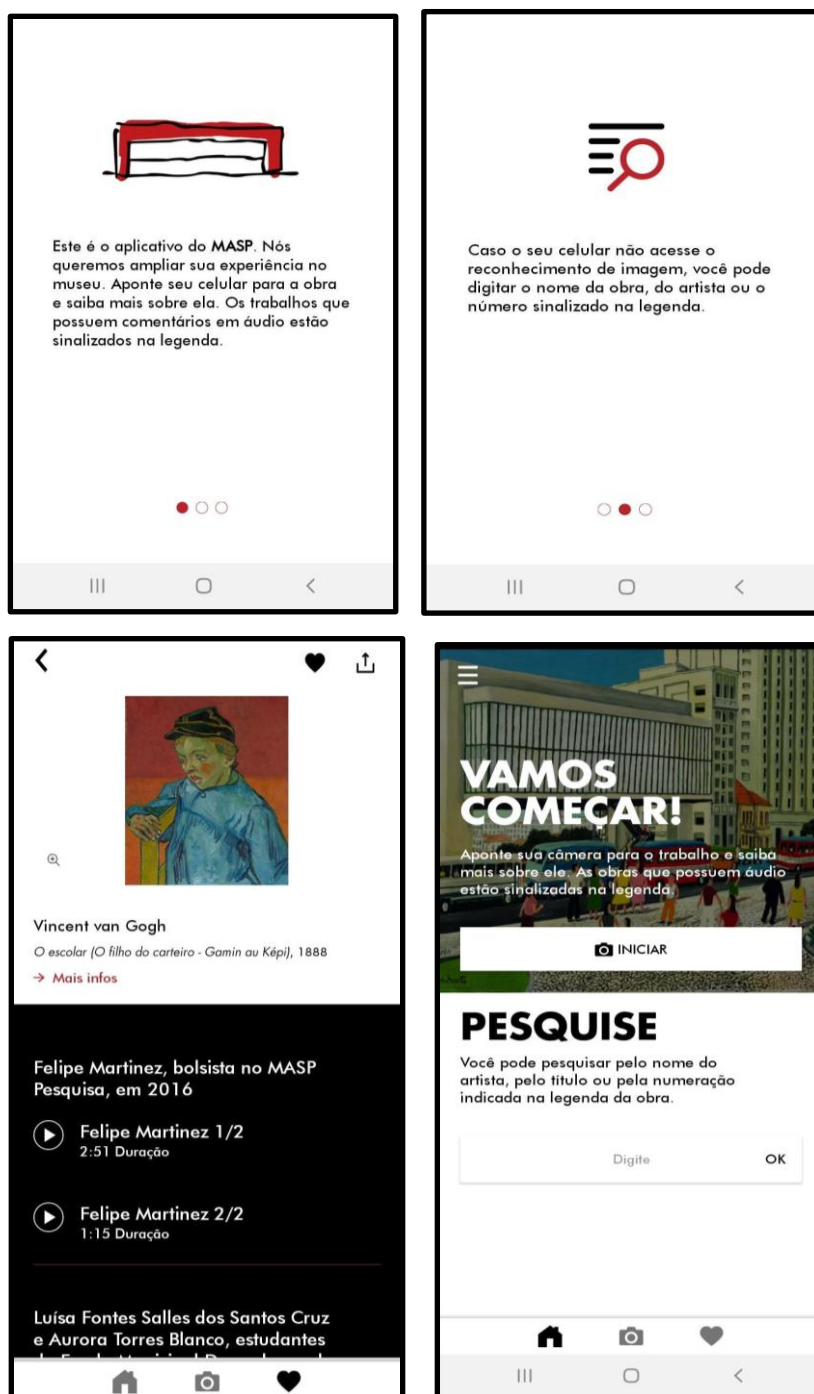 Este é o aplicativo do MASP. Nós
queremos ampliar sua experiência no
museu. Aponte seu celular para a obra
e saiba mais sobre ela. Os trabalhos que
possuem comentários em áudio estão
sinalizados na legenda.
Caso o seu celular não acesse o
reconhecimento de imagem, você pode
digitar o nome da obra, do artista ou o
número sinalizado na legenda.
Vincent van Gogh
O escolar (O filho do carteiro - Gamin au Képi), 1888
→ Mais infos
Felipe Martinez, bolsista no MASP
Pesquisa, em 2016
Felipe Martinez 1/2
2:51 Duração
Felipe Martinez 2/2
1:15 Duração
Luísa Fontes Salles dos Santos Cruz
e Aurora Torres Blanco, estudantes
VAMOS
COMEÇAR!
Aponte sua câmera para o trabalho e saiba
mais sobre ele. As obras que possuem áudio
estão sinalizadas na legenda.
INICIAR
PESQUISE
Você pode pesquisar pelo nome do
artista, pelo título ou pela numeração
indicada na legenda da obra.
Digite OK